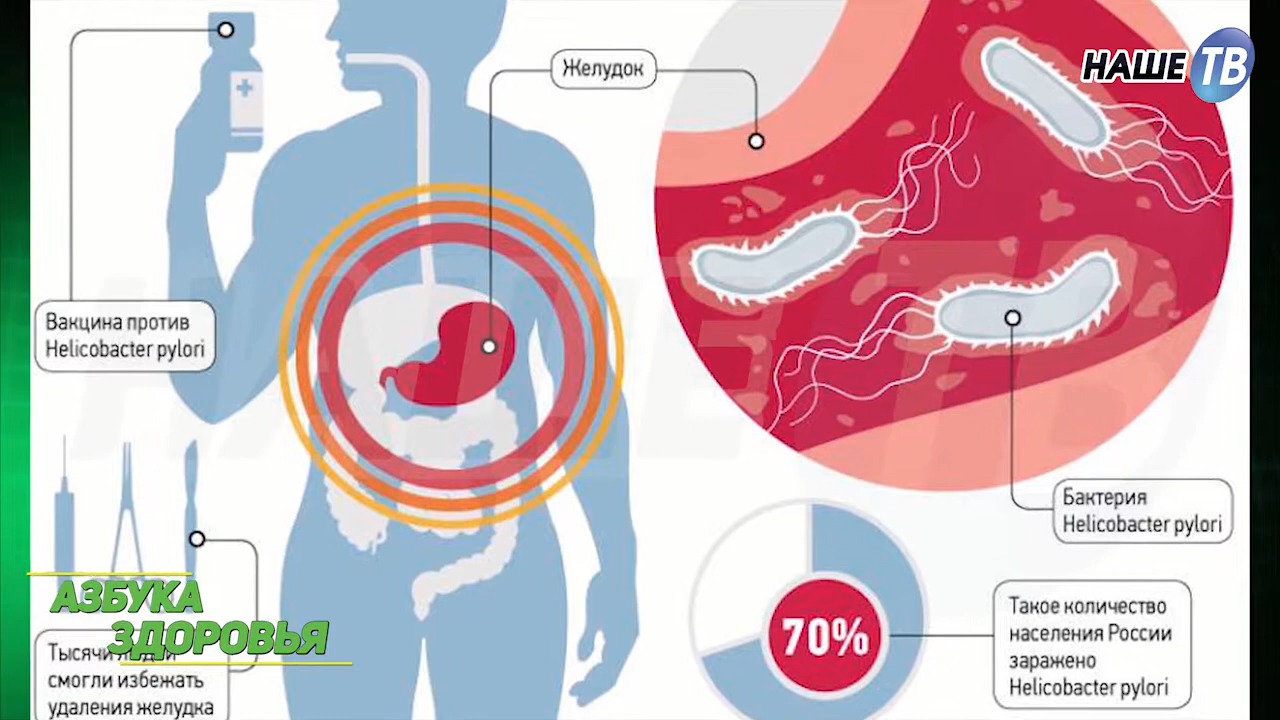 НАШЕ ТВ
Желудок
Вакцина против
Helicobacter pylori
Бактерия
Helicobacter pylori
70%
Такое количество
населения России
заражено
Helicobacter pylori
АЗБУКА
ЗДОРОВЬЯ
Тысячи
смогли избежать
удаления желудка